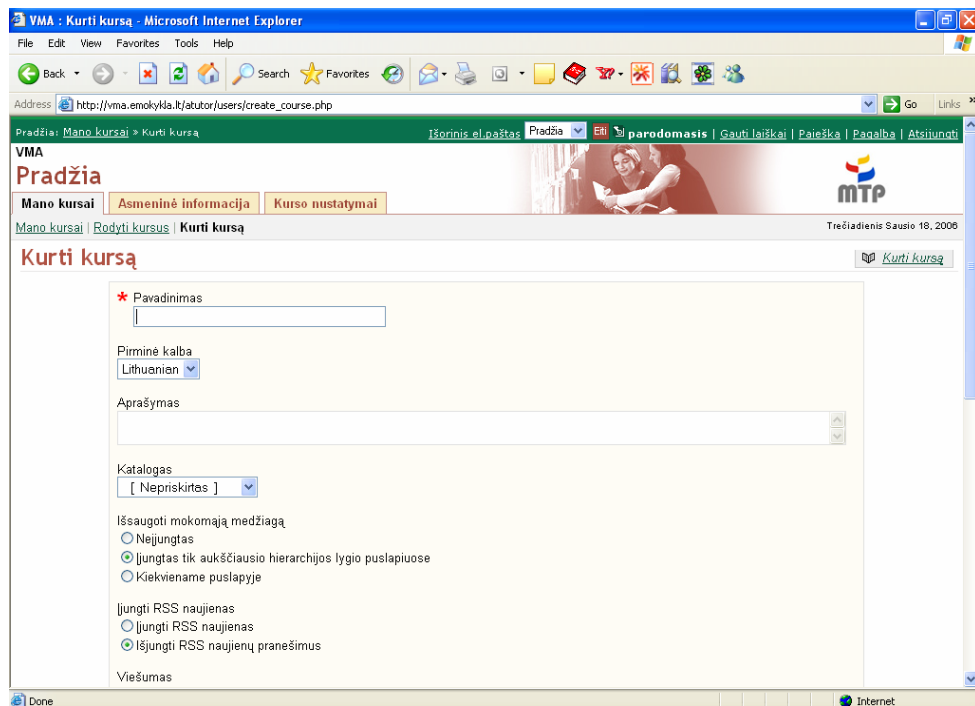 VMA : Kurti kursą - Microsoft Internet Explorer
File Edit View Favorites Tools Help
Back Search Favorites
Address http://vma.emokykla.lt/atutor/users/create_course.php Go Links »
Pradžia: Mano kursai » Kurti kursą Išorinis el.paštas Pradžia Eiti parodomasis | Gauti laiškai | Paieška | Pagalba | Atsijungti
VMA
Pradžia
MTP
Mano kursai Asmeninė informacija Kurso nustatymai
Mano kursai | Rodyti kursus | Kurti kursą Trečiadienis Sausio 18, 2006
Kurti kursą Kurti kursą
* Pavadinimas
Pirminė kalba
Lithuanian
Aprašymas
Katalogas
[ Nepriskirtas ]
Išsaugoti mokomąją medžiagą
Neįjungtas
Įjungtas tik aukščiausio hierarchijos lygio puslapiuose
Kiekviename puslapyje
Įjungti RSS naujienas
Įjungti RSS naujienas
Išjungti RSS naujienų pranešimus
Viešumas
Done Internet